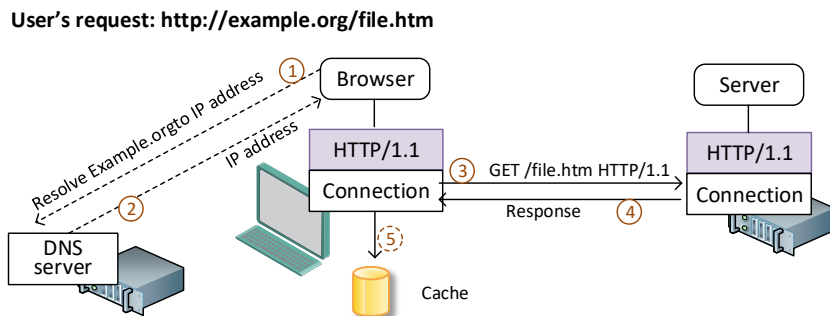 User's request: http://example.org/file.htm
1
Browser
Server
Resolve Example.orgto IP address
IP address
HTTP/1.1
HTTP/1.1
3
GET /file.htm HTTP/1.1
Connection
Connection
2
Response
4
5
DNS
server
Cache